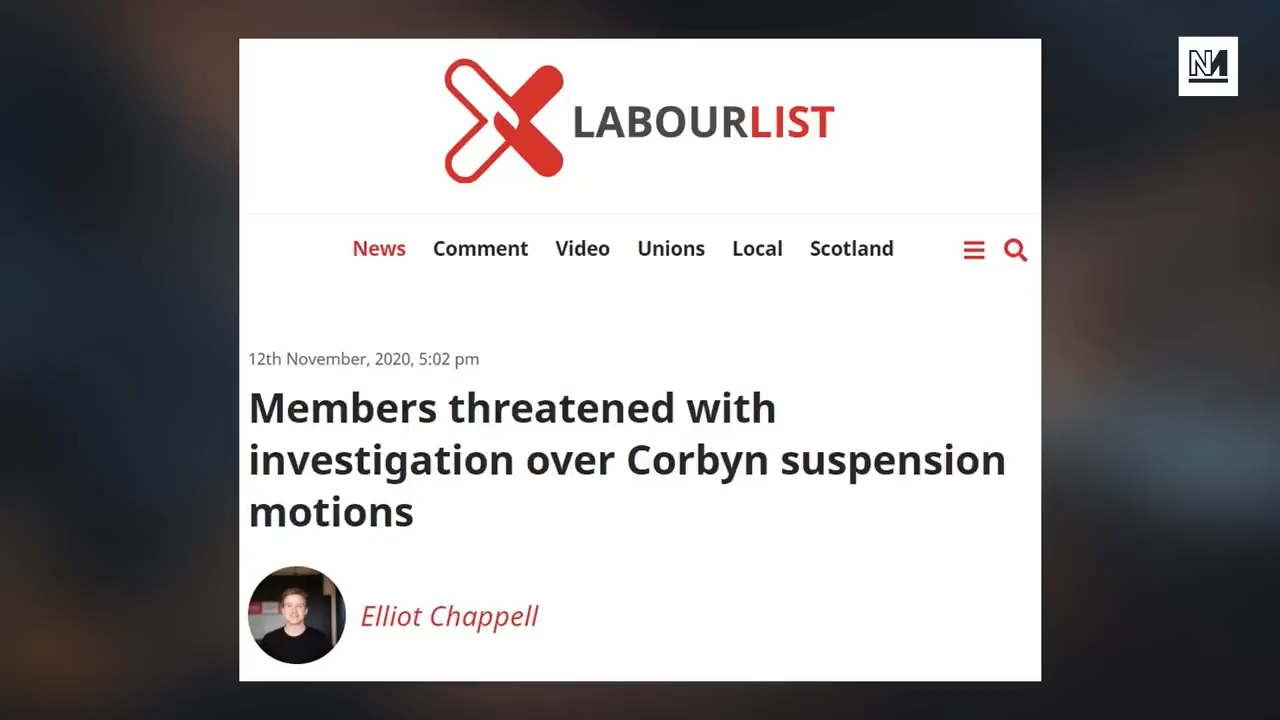 NM
LABOURLIST
News Comment Video Unions Local Scotland
12th November, 2020, 5:02 pm
Members threatened with
investigation over Corbyn suspension
motions
Elliot Chappell